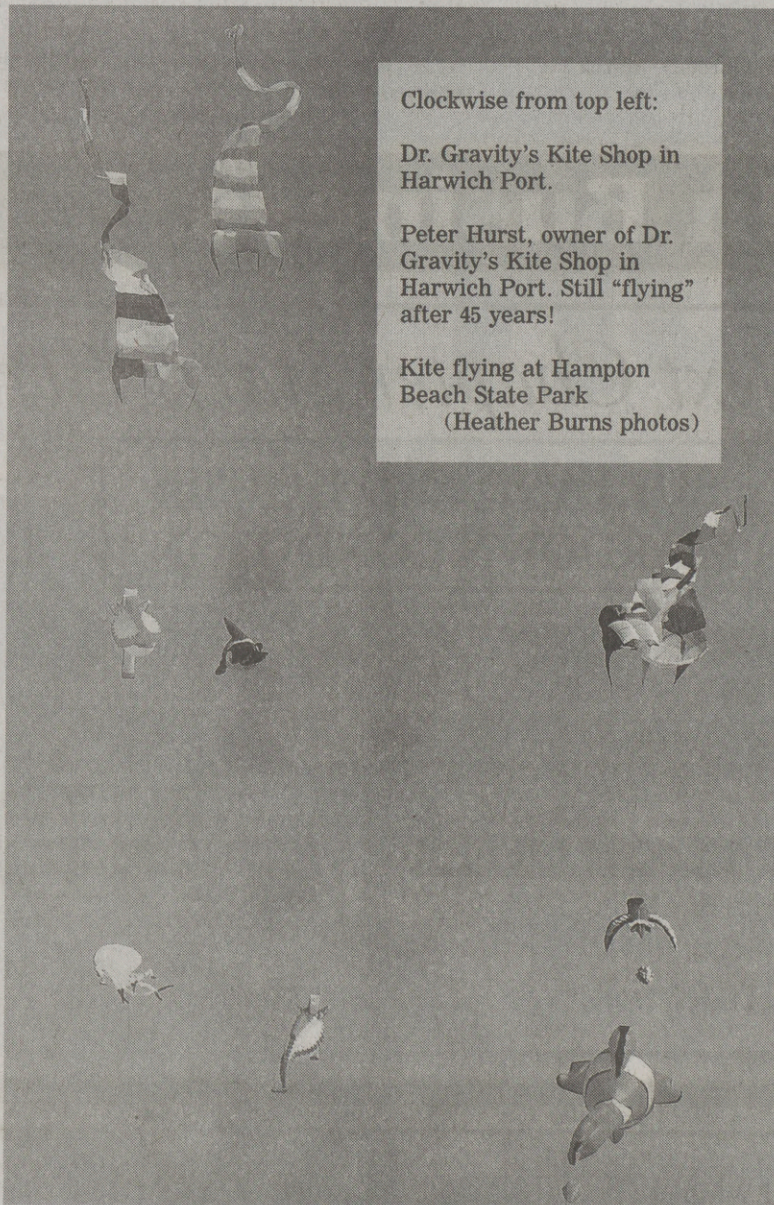 Clockwise from top left:
Dr. Gravity's Kite Shop in
Harwich Port.
Peter Hurst, owner of Dr.
Gravity's Kite Shop in
Harwich Port. Still “flying”
after 45 years!
Kite flying at Hampton
Beach State Park
(Heather Burns photos)